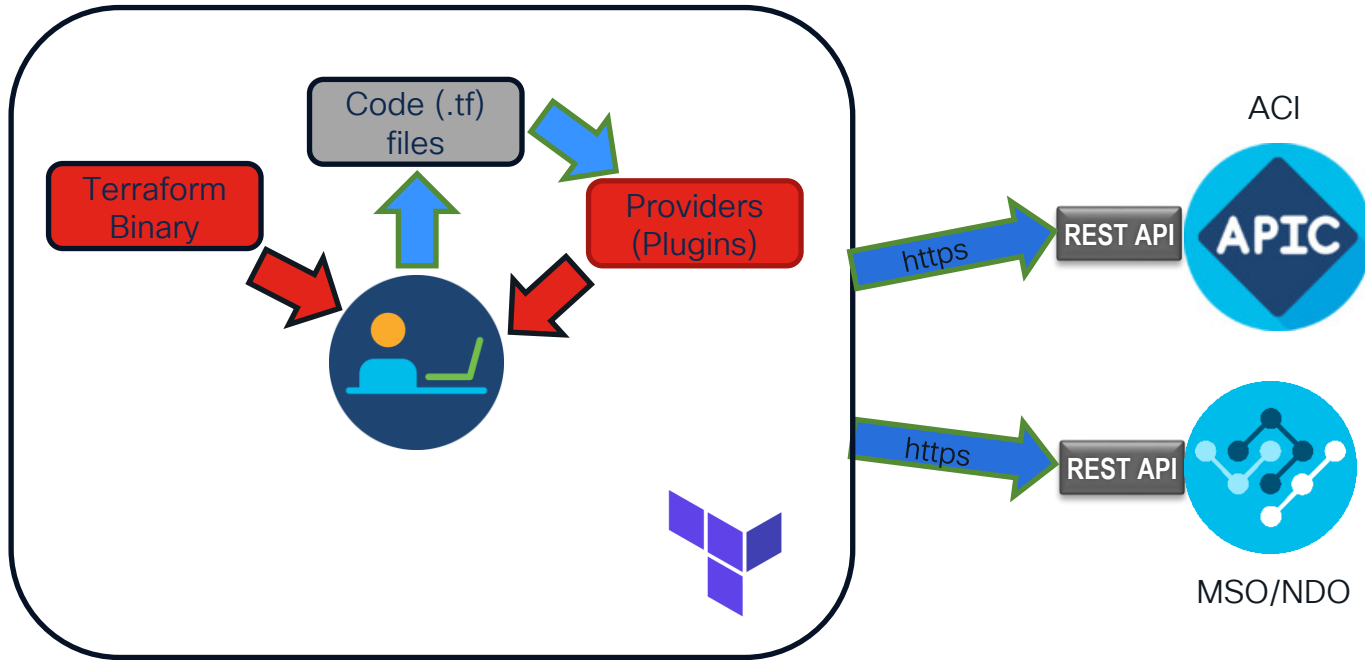 Code (.tf)
files
Terraform
Binary
Providers
(Plugins)
https
REST API
ACI
APIC
https
REST API
MSO/NDO